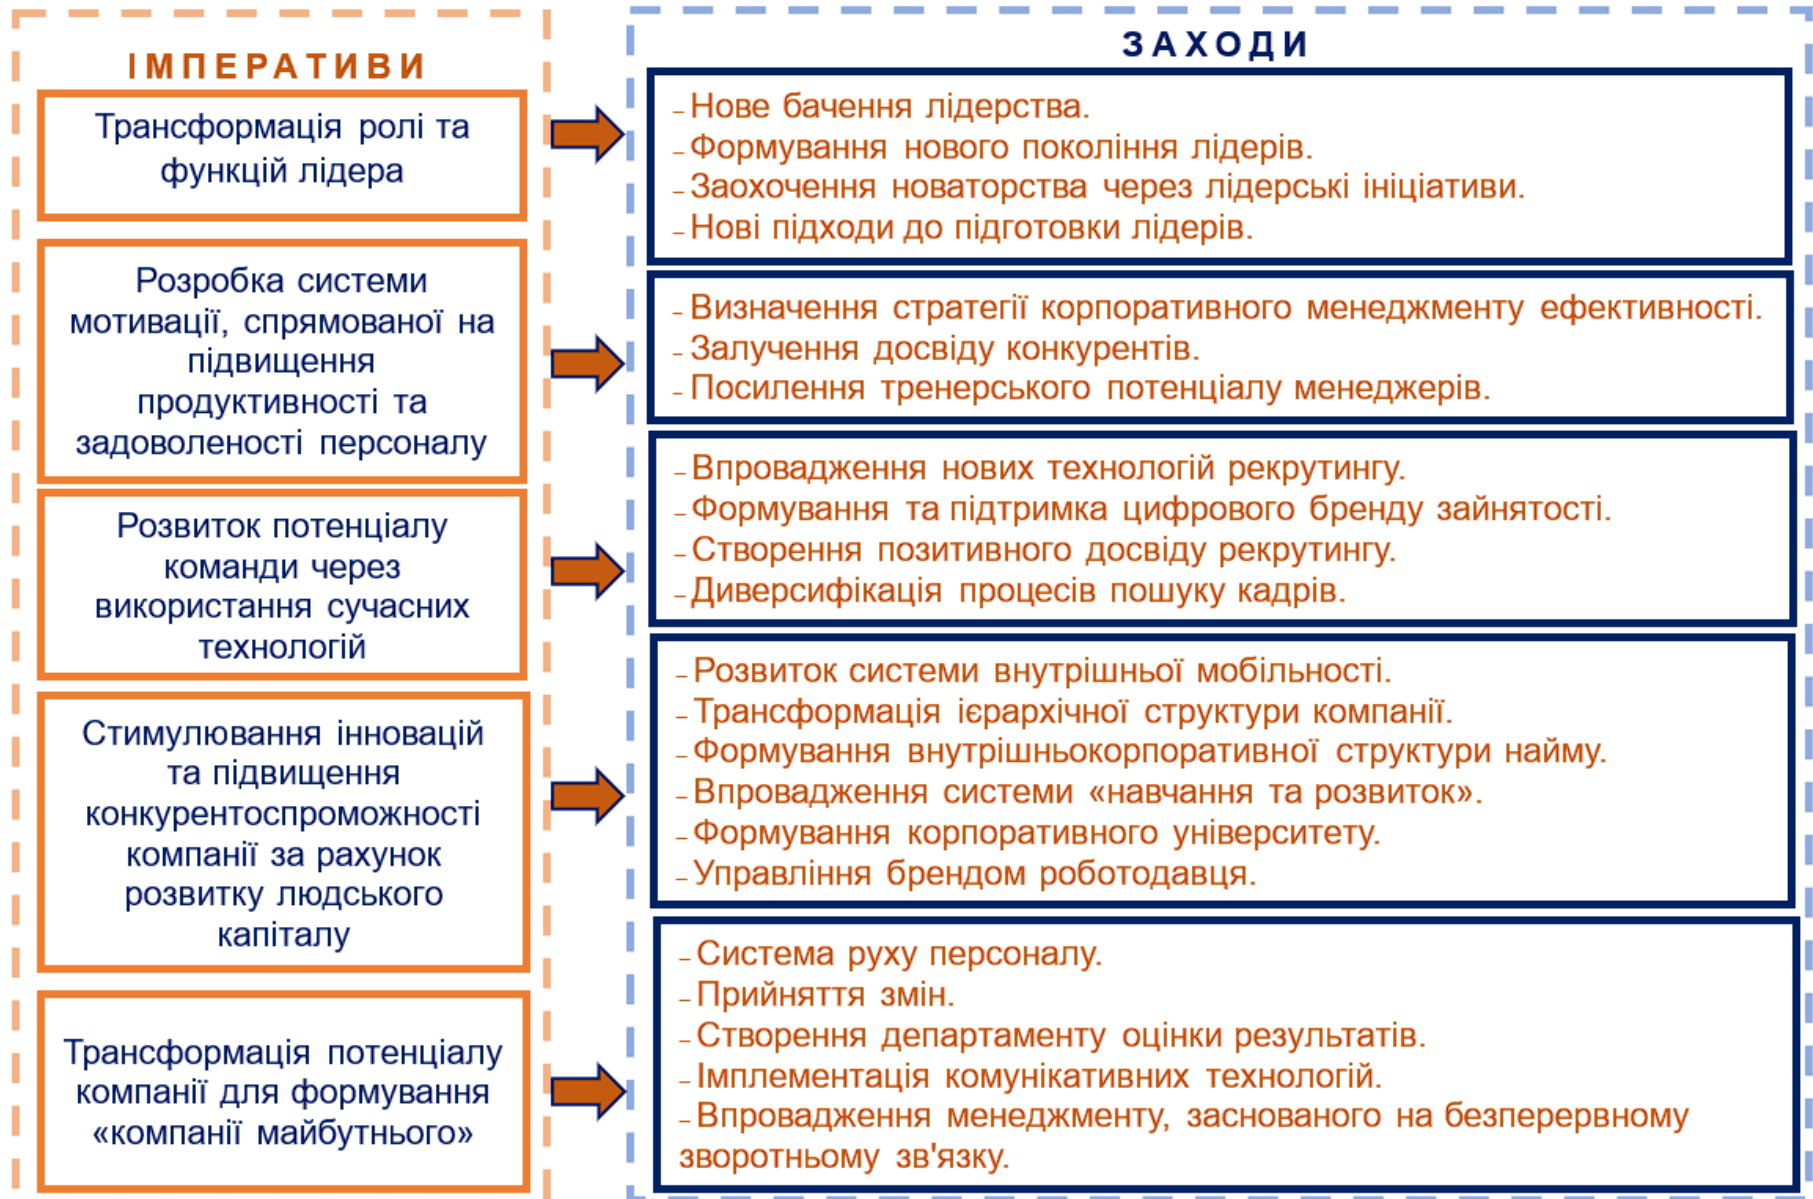 ІМПЕРАТИВИ
Трансформація ролі та
функцій лідера
Розробка системи
мотивації, спрямованої на
підвищення
продуктивності та
задоволеності персоналу
Розвиток потенціалу
команди через
використання сучасних
технологій
Стимулювання інновацій
та підвищення
конкурентоспроможності
компанії за рахунок
розвитку людського
капіталу
Трансформація потенціалу
компанії для формування
«компанії майбутнього»
ЗАХОДИ
– Нове бачення лідерства.
– Формування нового покоління лідерів.
– Заохочення новаторства через лідерські ініціативи.
– Нові підходи до підготовки лідерів.
– Визначення стратегії корпоративного менеджменту ефективності.
– Залучення досвіду конкурентів.
– Посилення тренерського потенціалу менеджерів.
– Впровадження нових технологій рекрутингу.
– Формування та підтримка цифрового бренду зайнятості.
– Створення позитивного досвіду рекрутингу.
– Диверсифікація процесів пошуку кадрів.
– Розвиток системи внутрішньої мобільності.
– Трансформація ієрархічної структури компанії.
– Формування внутрішньокорпоративної структури найму.
– Впровадження системи «навчання та розвиток».
– Формування корпоративного університету.
– Управління брендом роботодавця.
– Система руху персоналу.
– Прийняття змін.
– Створення департаменту оцінки результатів.
– Імплементація комунікативних технологій.
– Впровадження менеджменту, заснованого на безперервному
зворотньому зв'язку.